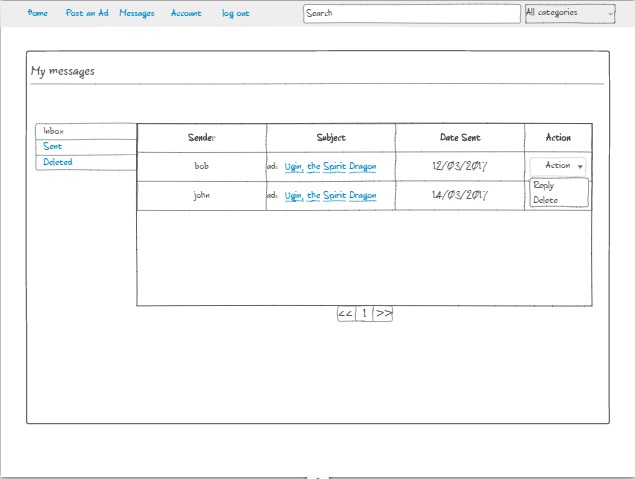 Home Post an Ad Messages Account log out Search All categories
My messages
Inbox
Sent
Deleted
Sender Subject Date Sent Action
bob ad: Ugin, the Spirit Dragon 12/03/2017 Action
john ad: Ugin, the Spirit Dragon 14/03/2017
Reply
Delete
<< 1 >>